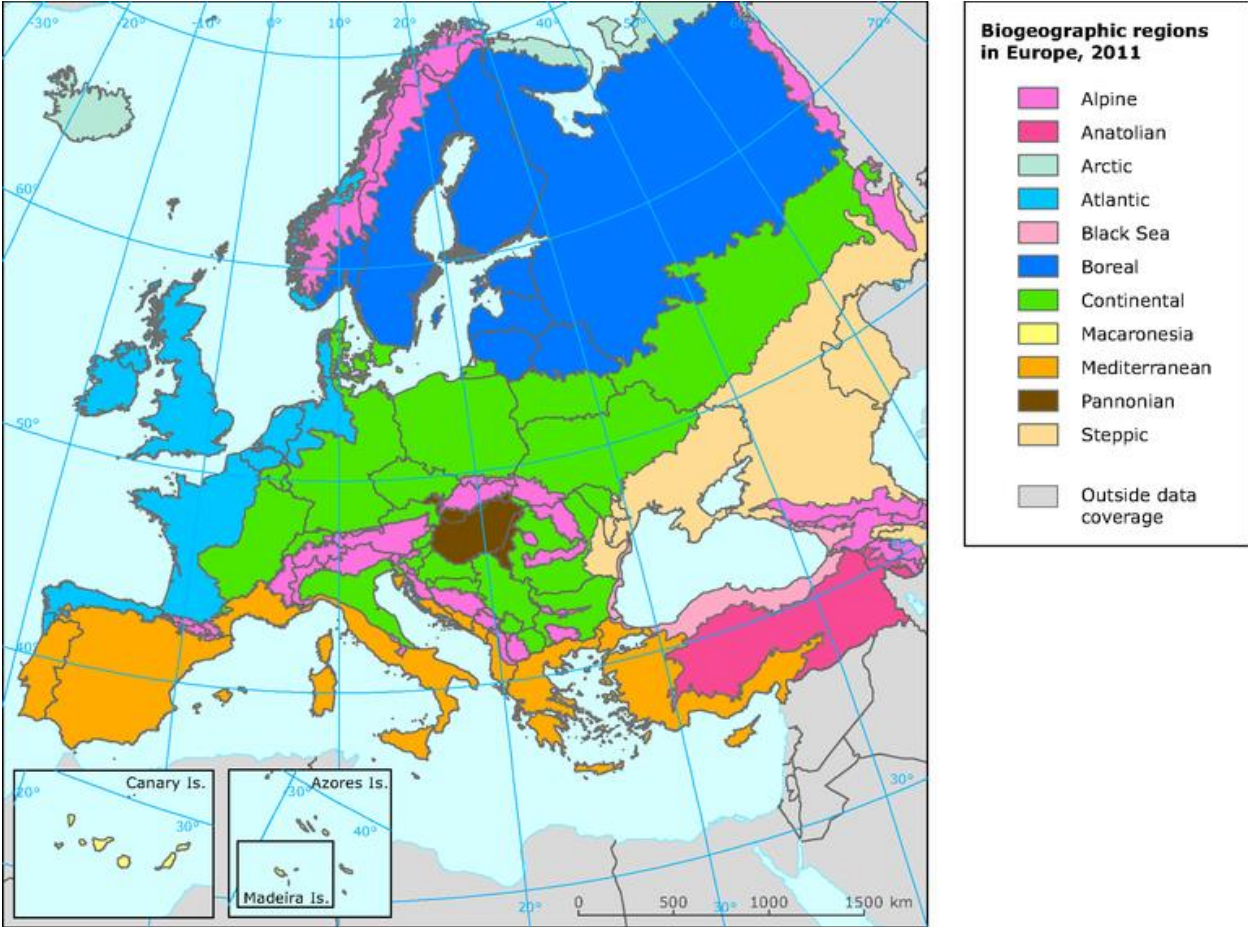 -30°
-20°
-10°
0°
10°
20°
30°
40°
50°
60°
70°
60°
50°
40°
30°
Canary Is.
20°
30°
Azores Is.
-30°
40°
Madeira Is.
20°
30°
0 500 1000 1500 km
Biogeographic regions
in Europe, 2011
Alpine
Anatolian
Arctic
Atlantic
Black Sea
Boreal
Continental
Macaronesia
Mediterranean
Pannonian
Steppic
Outside data
coverage